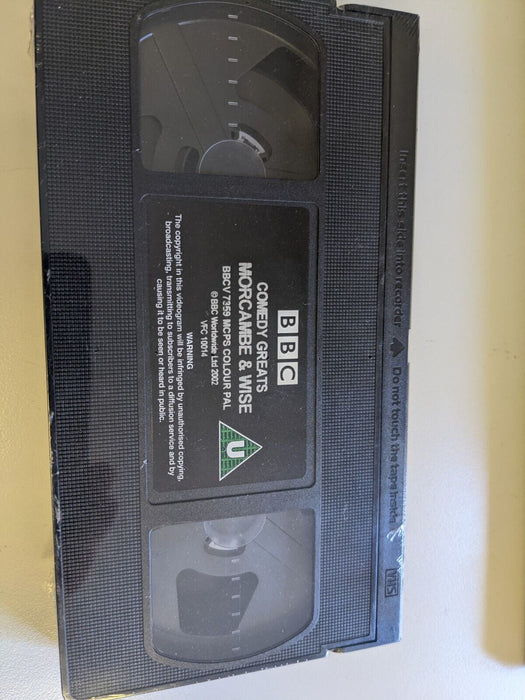 Insert this side into recorder Do not touch the tape inside
VHS
BBC
COMEDY GREATS
MORCAMBE & WISE
BBCV 7359 MCPS COLOUR PAL
© BBC Worldwide Ltd 2002
VFC 10014
U
WARNING
The copyright in this videogram will be infringed by unauthorised copying,
broadcasting, transmitting to subscribers to a diffusion service and by
causing it to be seen or heard in public.